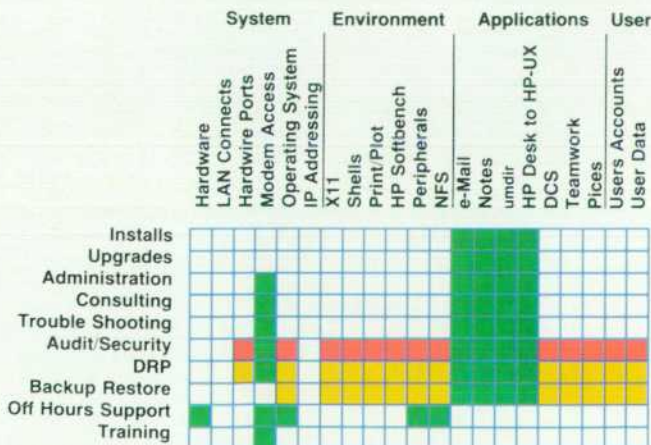 System
Environment
Applications
User
Hardware
LAN Connects
Hardwire Ports
Modem Access
Operating System
IP Addressing
X11
Shells
Print/Plot
HP Softbench
Peripherals
NFS
e-Mail
Notes
umdir
HP Desk to HP-UX
DCS
Teamwork
Pices
Users Accounts
User Data
Installs
Upgrades
Administration
Consulting
Trouble Shooting
Audit/Security
DRP
Backup Restore
Off Hours Support
Training